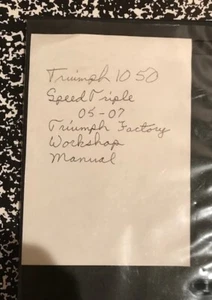 Triumph 1050
Speed Triple
05-07
Triumph Factory
Workshop
Manual